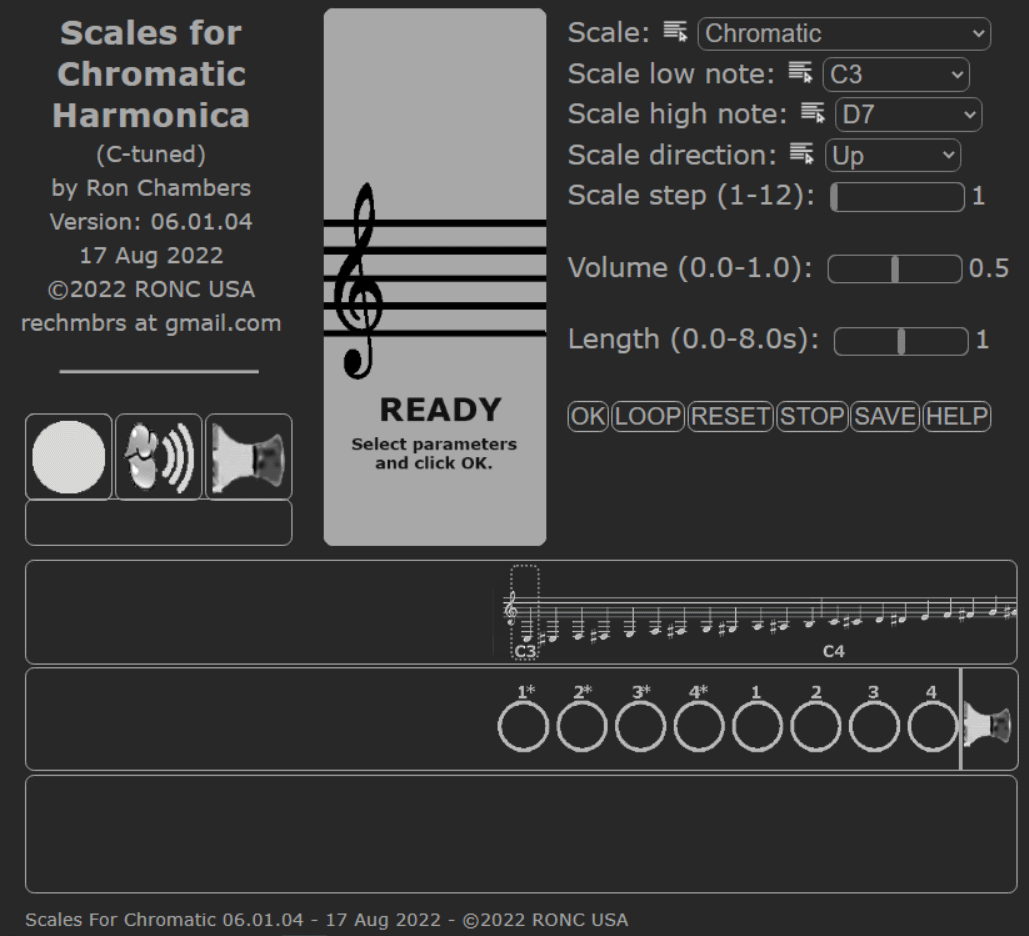 Scales for
Chromatic
Harmonica
(C-tuned)
by Ron Chambers
Version: 06.01.04
17 Aug 2022
©2022 RONC USA
rechmbrs at gmail.com
READY
Select parameters
and click OK.
Scale: Chromatic
Scale low note: C3
Scale high note: D7
Scale direction: Up
Scale step (1-12): 1
Volume (0.0-1.0): 0.5
Length (0.0-8.0s): 1
OK LOOP RESET STOP SAVE HELP
C3 C4
1* 2* 3* 4* 1 2 3 4
Scales For Chromatic 06.01.04 - 17 Aug 2022 - ©2022 RONC USA